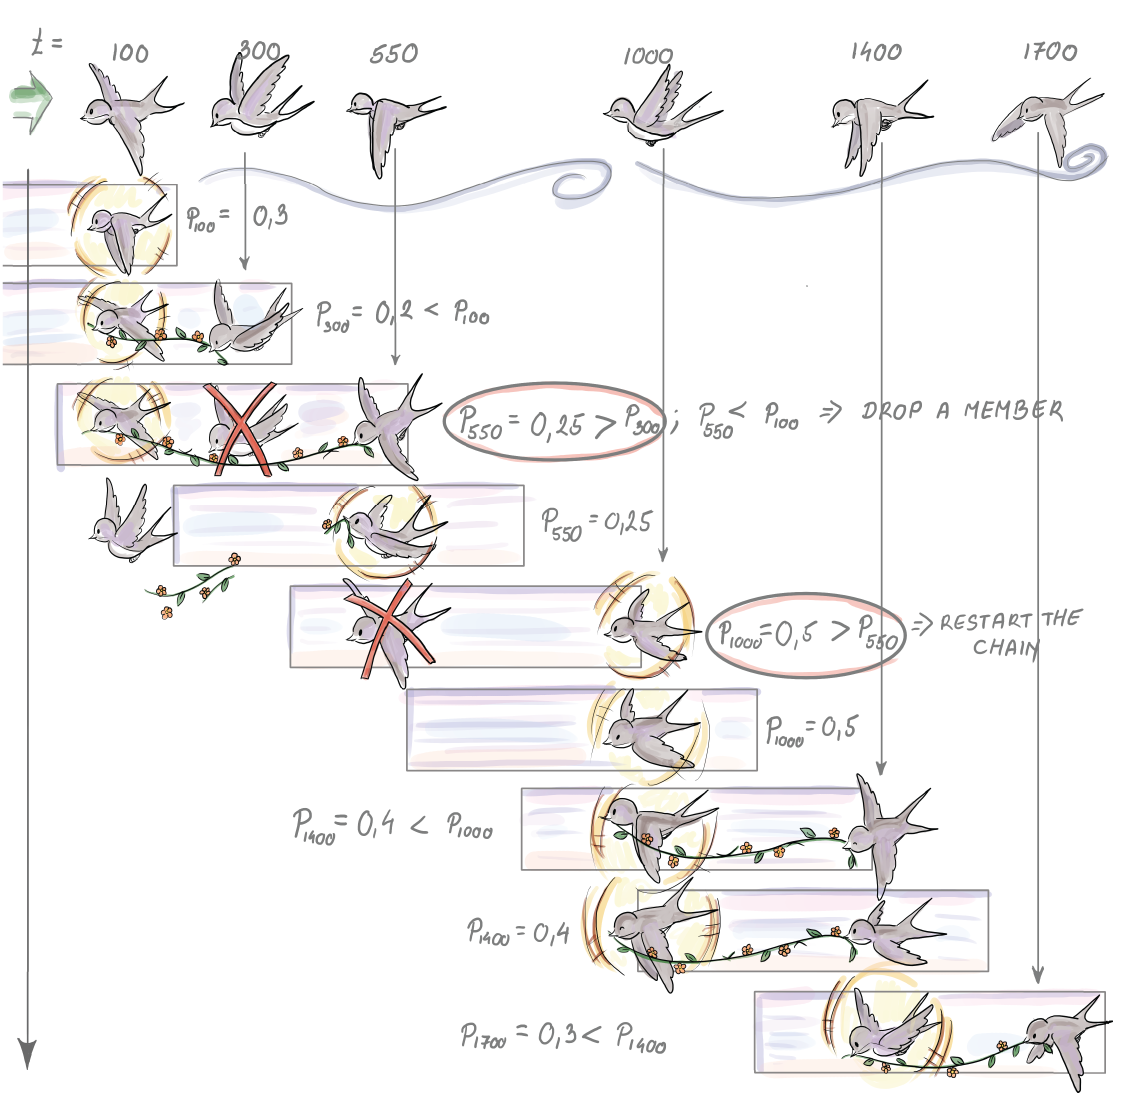 t = 100 300 550 1000 1400 1700
P100 = 0,3
P300 = 0,2 < P100
P550 = 0,25 > P300 ; P550 < P100 => DROP A MEMBER
P550 = 0,25
P1000 = 0,5 > P550 => RESTART THE
CHAIN
P1000 = 0,5
P1400 = 0,4 < P1000
P1400 = 0,4
P1700 = 0,3 < P1400